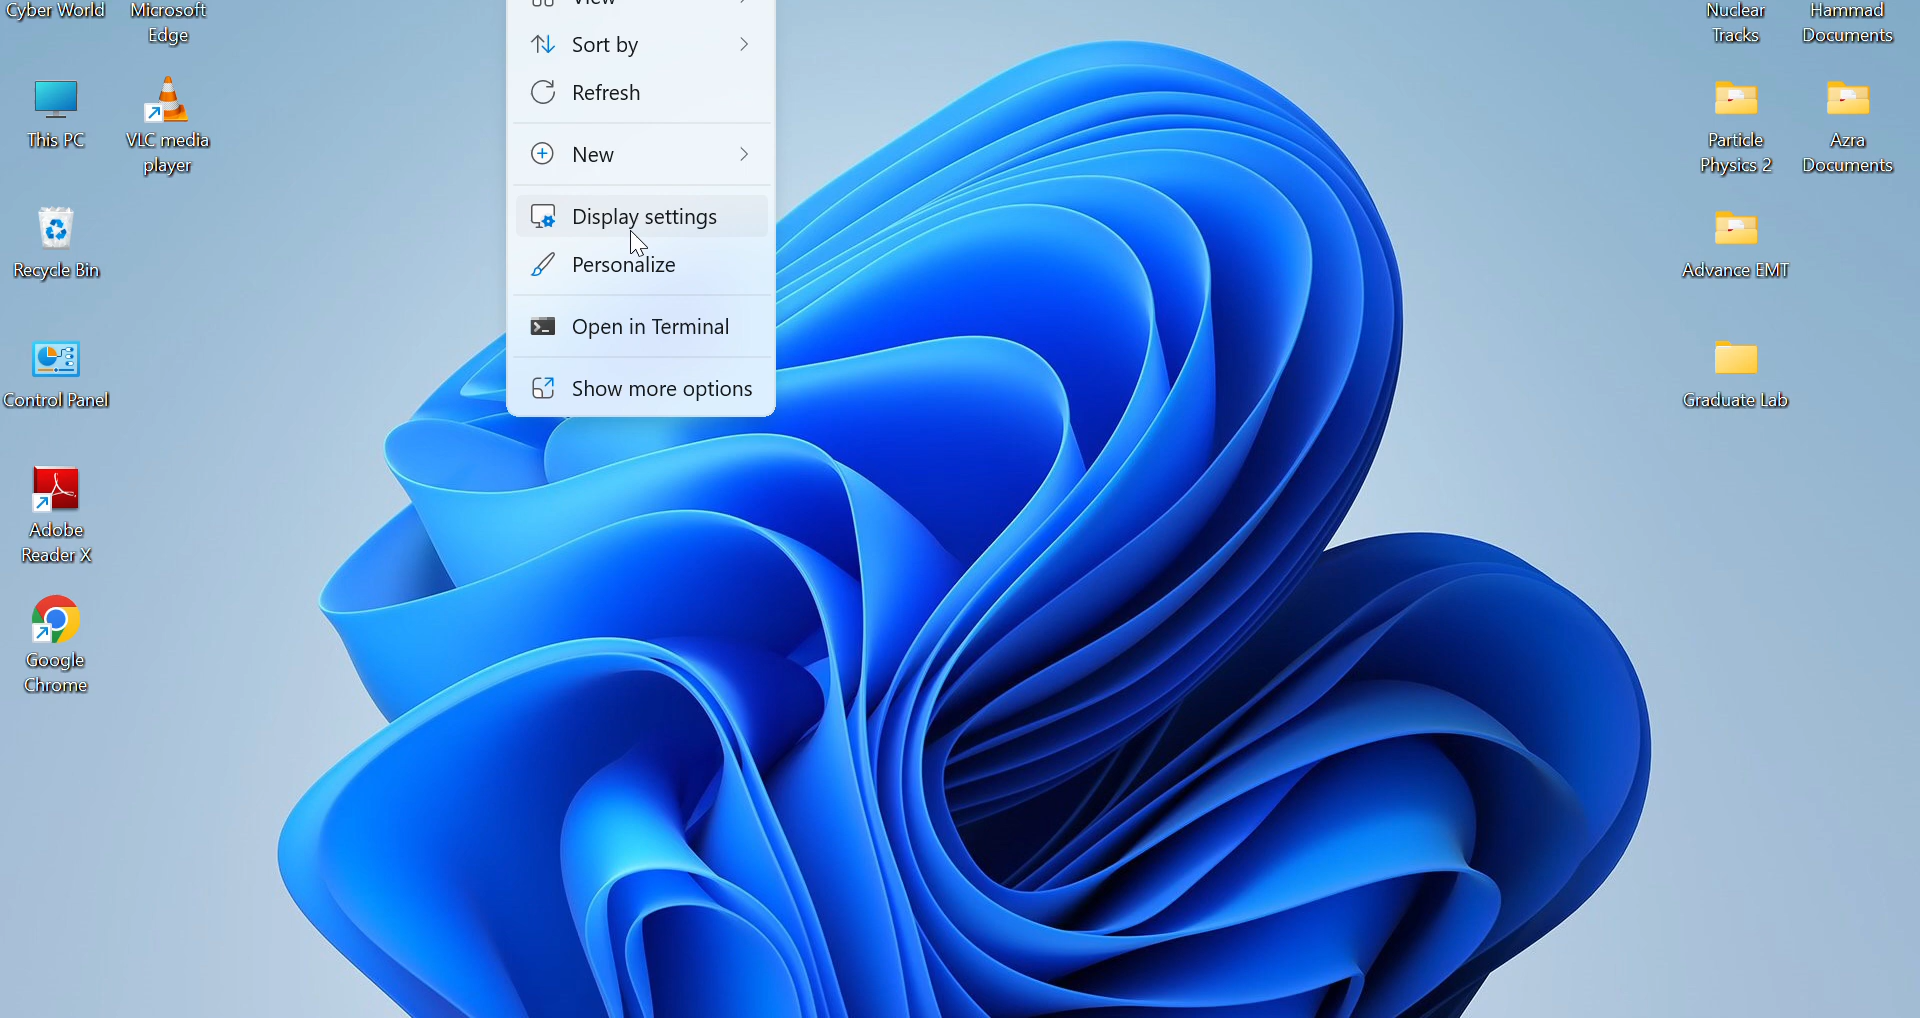 Cyber World
Microsoft
Edge
This PC
VLC media
player
Recycle Bin
Control Panel
Adobe
Reader X
Google
Chrome
View
Sort by
Refresh
New
Display settings
Personalize
Open in Terminal
Show more options
Nuclear
Tracks
Hammad
Documents
Particle
Physics 2
Azra
Documents
Advance EMT
Graduate Lab